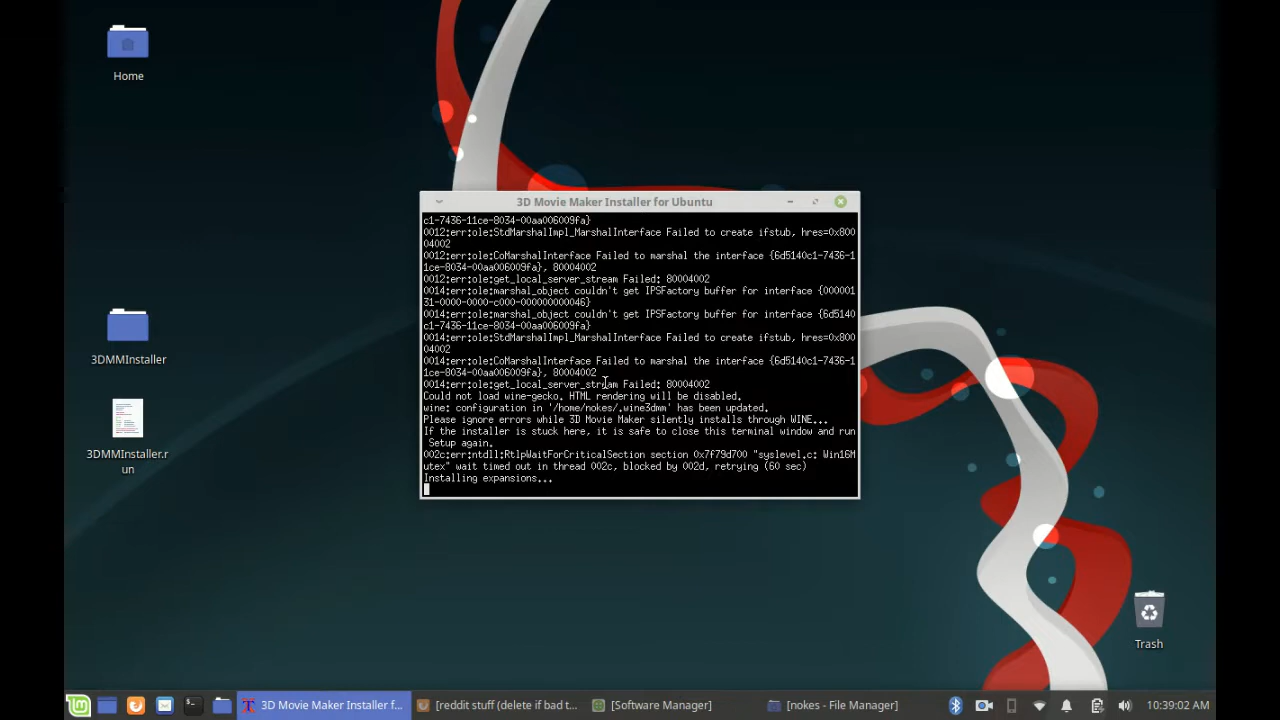 Home
3DMMInstaller
3DMMInstaller.r
un
3D Movie Maker Installer for Ubuntu
c1-7436-11ce-8034-00aa006009fa}
0012:err:ole:StdMarshalImpl_MarshalInterface Failed to create ifstub, hres=0x800
04002
0012:err:ole:CoMarshalInterface Failed to marshal the interface {6d5140c1-7436-1
1ce-8034-00aa006009fa}, 80004002
0012:err:ole:get_local_server_stream Failed: 80004002
0014:err:ole:marshal_object couldn't get IPSFactory buffer for interface {000001
31-0000-0000-c000-000000000046}
0014:err:ole:marshal_object couldn't get IPSFactory buffer for interface {6d5140
c1-7436-11ce-8034-00aa006009fa}
0014:err:ole:StdMarshalImpl_MarshalInterface Failed to create ifstub, hres=0x800
04002
0014:err:ole:CoMarshalInterface Failed to marshal the interface {6d5140c1-7436-1
1ce-8034-00aa006009fa}, 80004002
0014:err:ole:get_local_server_stream Failed: 80004002
Could not load wine-gecko. HTML rendering will be disabled.
wine: configuration in '/home/nokes/.wine3dmm' has been updated.
Please ignore errors while 3D Movie Maker silently installs through WINE...
If the installer is stuck here, it is safe to close this terminal window and run
Setup again.
002c:err:ntdll:RtlpWaitForCriticalSection section 0x7f79d700 "syslevel.c: Win16M
utex" wait timed out in thread 002c, blocked by 002d, retrying (60 sec)
Installing expansions...
Trash
3D Movie Maker Installer f...
[reddit stuff (delete if bad t...
[Software Manager]
[nokes - File Manager]
10:39:02 AM